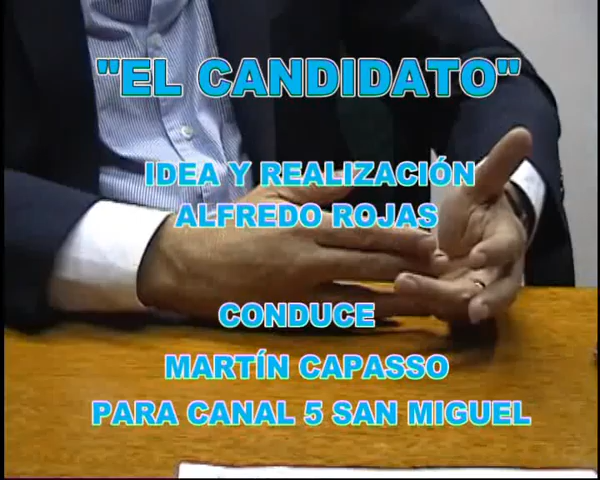 "EL CANDIDATO"
IDEA Y REALIZACIÓN
ALFREDO ROJAS
CONDUCE
MARTÍN CAPASSO
PARA CANAL 5 SAN MIGUEL